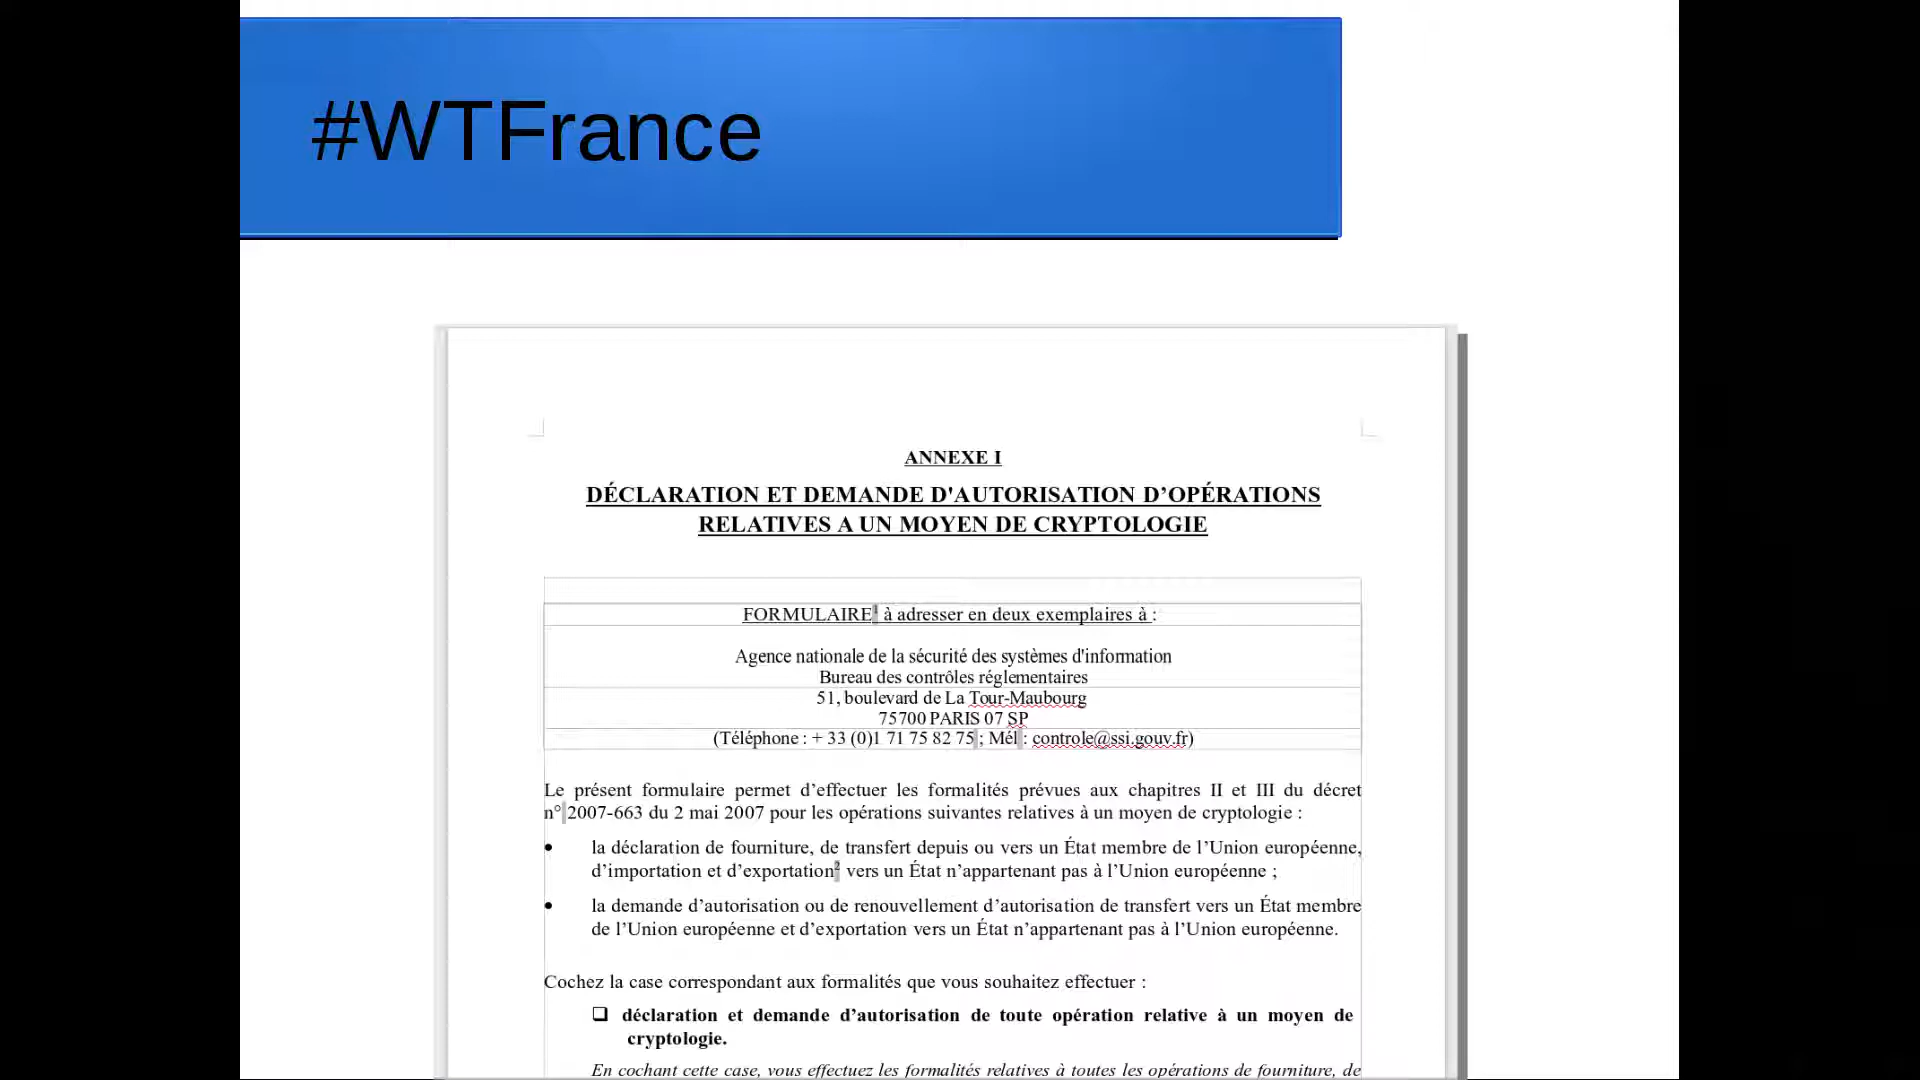 #WTFrance
ANNEXE I
DÉCLARATION ET DEMANDE D'AUTORISATION D’OPÉRATIONS
RELATIVES A UN MOYEN DE CRYPTOLOGIE
FORMULAIRE¹ à adresser en deux exemplaires à :
Agence nationale de la sécurité des systèmes d'information
Bureau des contrôles réglementaires
51, boulevard de La Tour-Maubourg
75700 PARIS 07 SP
(Téléphone : + 33 (0)1 71 75 82 75 ; Mél : controle@ssi.gouv.fr)
Le présent formulaire permet d’effectuer les formalités prévues aux chapitres II et III du décret
n° 2007-663 du 2 mai 2007 pour les opérations suivantes relatives à un moyen de cryptologie :
• la déclaration de fourniture, de transfert depuis ou vers un État membre de l’Union européenne,
d’importation et d’exportation² vers un État n’appartenant pas à l’Union européenne ;
• la demande d’autorisation ou de renouvellement d’autorisation de transfert vers un État membre
de l’Union européenne et d’exportation vers un État n’appartenant pas à l’Union européenne.
Cochez la case correspondant aux formalités que vous souhaitez effectuer :
❑ déclaration et demande d’autorisation de toute opération relative à un moyen de
cryptologie.
En cochant cette case, vous effectuez les formalités relatives à toutes les opérations de fourniture, de